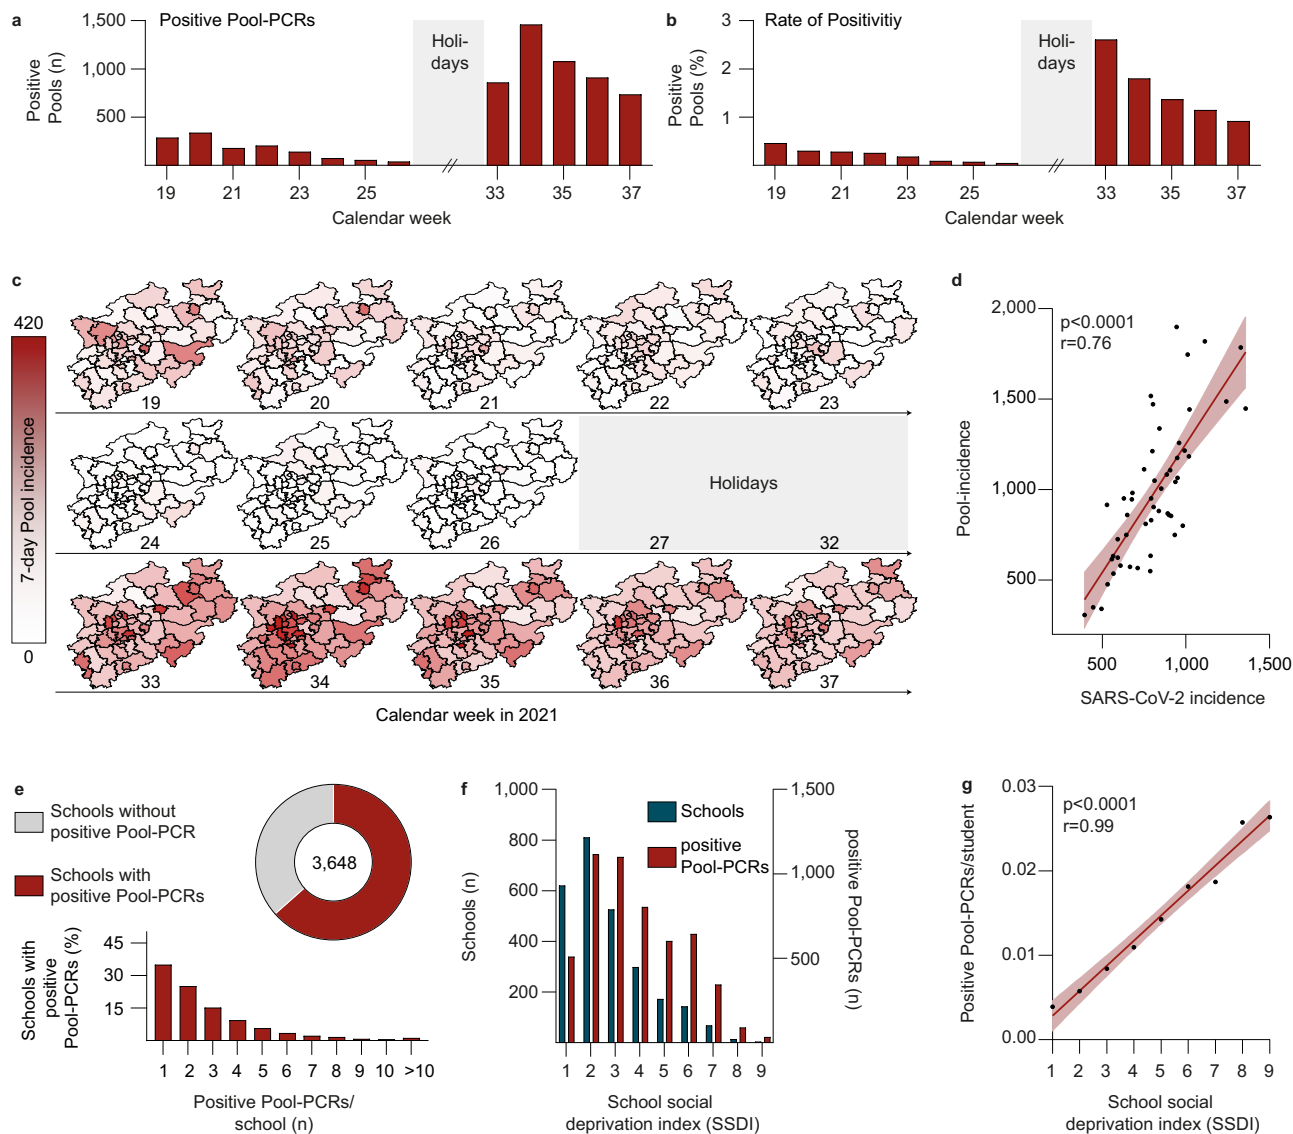 a
Positive Pool-PCRs
Positive
Pools (n)
1,500
1,000
500
Holi-
days
19
21
23
25
33
35
37
Calendar week
b
Rate of Positivitiy
Positive
Pools (%)
3
2
1
Holi-
days
19
21
23
25
33
35
37
Calendar week
c
420
7-day Pool incidence
0
19
20
21
22
23
24
25
26
Holidays
27
32
33
34
35
36
37
Calendar week in 2021
d
p<0.0001
r=0.76
Pool-incidence
2,000
1,500
1,000
500
500
1,000
1,500
SARS-CoV-2 incidence
e
Schools without
positive Pool-PCR
Schools with
positive Pool-PCRs
3,648
Schools with
positive
Pool-PCRs (%)
45
30
15
1 2 3 4 5 6 7 8 9 10 >10
Positive Pool-PCRs/
school (n)
f
Schools
positive
Pool-PCRs
Schools (n)
1,000
800
600
400
200
1,500
1,000
500
positive Pool-PCRs (n)
1 2 3 4 5 6 7 8 9
School social
deprivation index (SSDI)
g
p<0.0001
r=0.99
Positive Pool-PCRs/student
0.03
0.02
0.01
0.00
1 2 3 4 5 6 7 8 9
School social
deprivation index (SSDI)